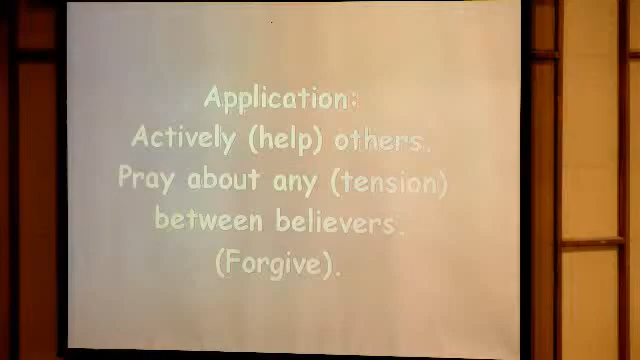 Application:
Actively (help) others.
Pray about any (tension)
between believers.
(Forgive).